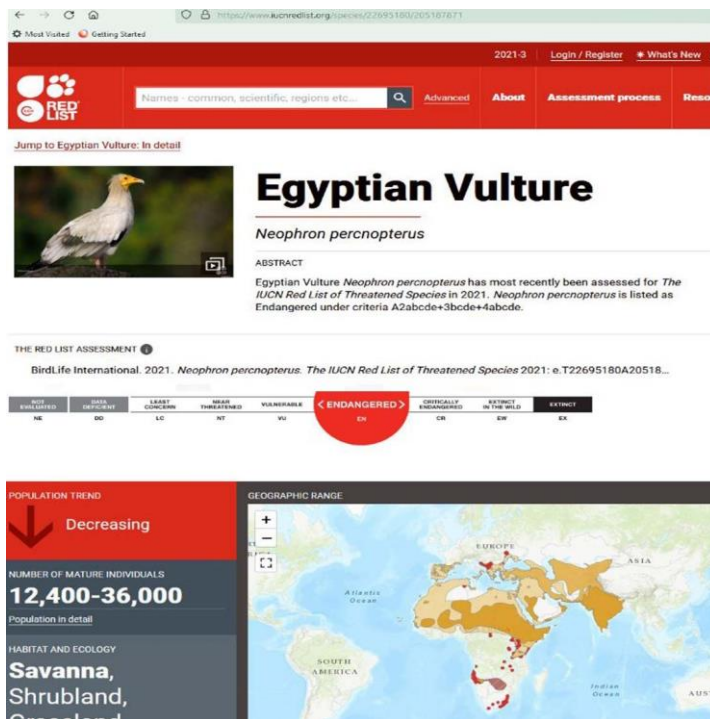 https://www.iucnredlist.org/species/22695180/205187871
Most Visited Getting Started
2021-3 Login / Register What's New
RED LIST
Names - common, scientific, regions etc...
Advanced About Assessment process Reso
Jump to Egyptian Vulture: In detail
Egyptian Vulture
Neophron percnopterus
ABSTRACT
Egyptian Vulture Neophron percnopterus has most recently been assessed for The
IUCN Red List of Threatened Species in 2021. Neophron percnopterus is listed as
Endangered under criteria A2abcde+3bcde+4abcde.
THE RED LIST ASSESSMENT
BirdLife International. 2021. Neophron percnopterus. The IUCN Red List of Threatened Species 2021: e.T22695180A20518...
NOT EVALUATED DATA DEFICIENT LEAST CONCERN NEAR THREATENED VULNERABLE < ENDANGERED > CRITICALLY ENDANGERED EXTINCT IN THE WILD EXTINCT
NE DD LC NT VU EN CR EW EX
POPULATION TREND
Decreasing
NUMBER OF MATURE INDIVIDUALS
12,400-36,000
Population in detail
HABITAT AND ECOLOGY
Savanna,
Shrubland,
Grassland
GEOGRAPHIC RANGE
EUROPE
ASIA
Atlantic
Ocean
SOUTH
AMERICA
Indian
Ocean
AUS